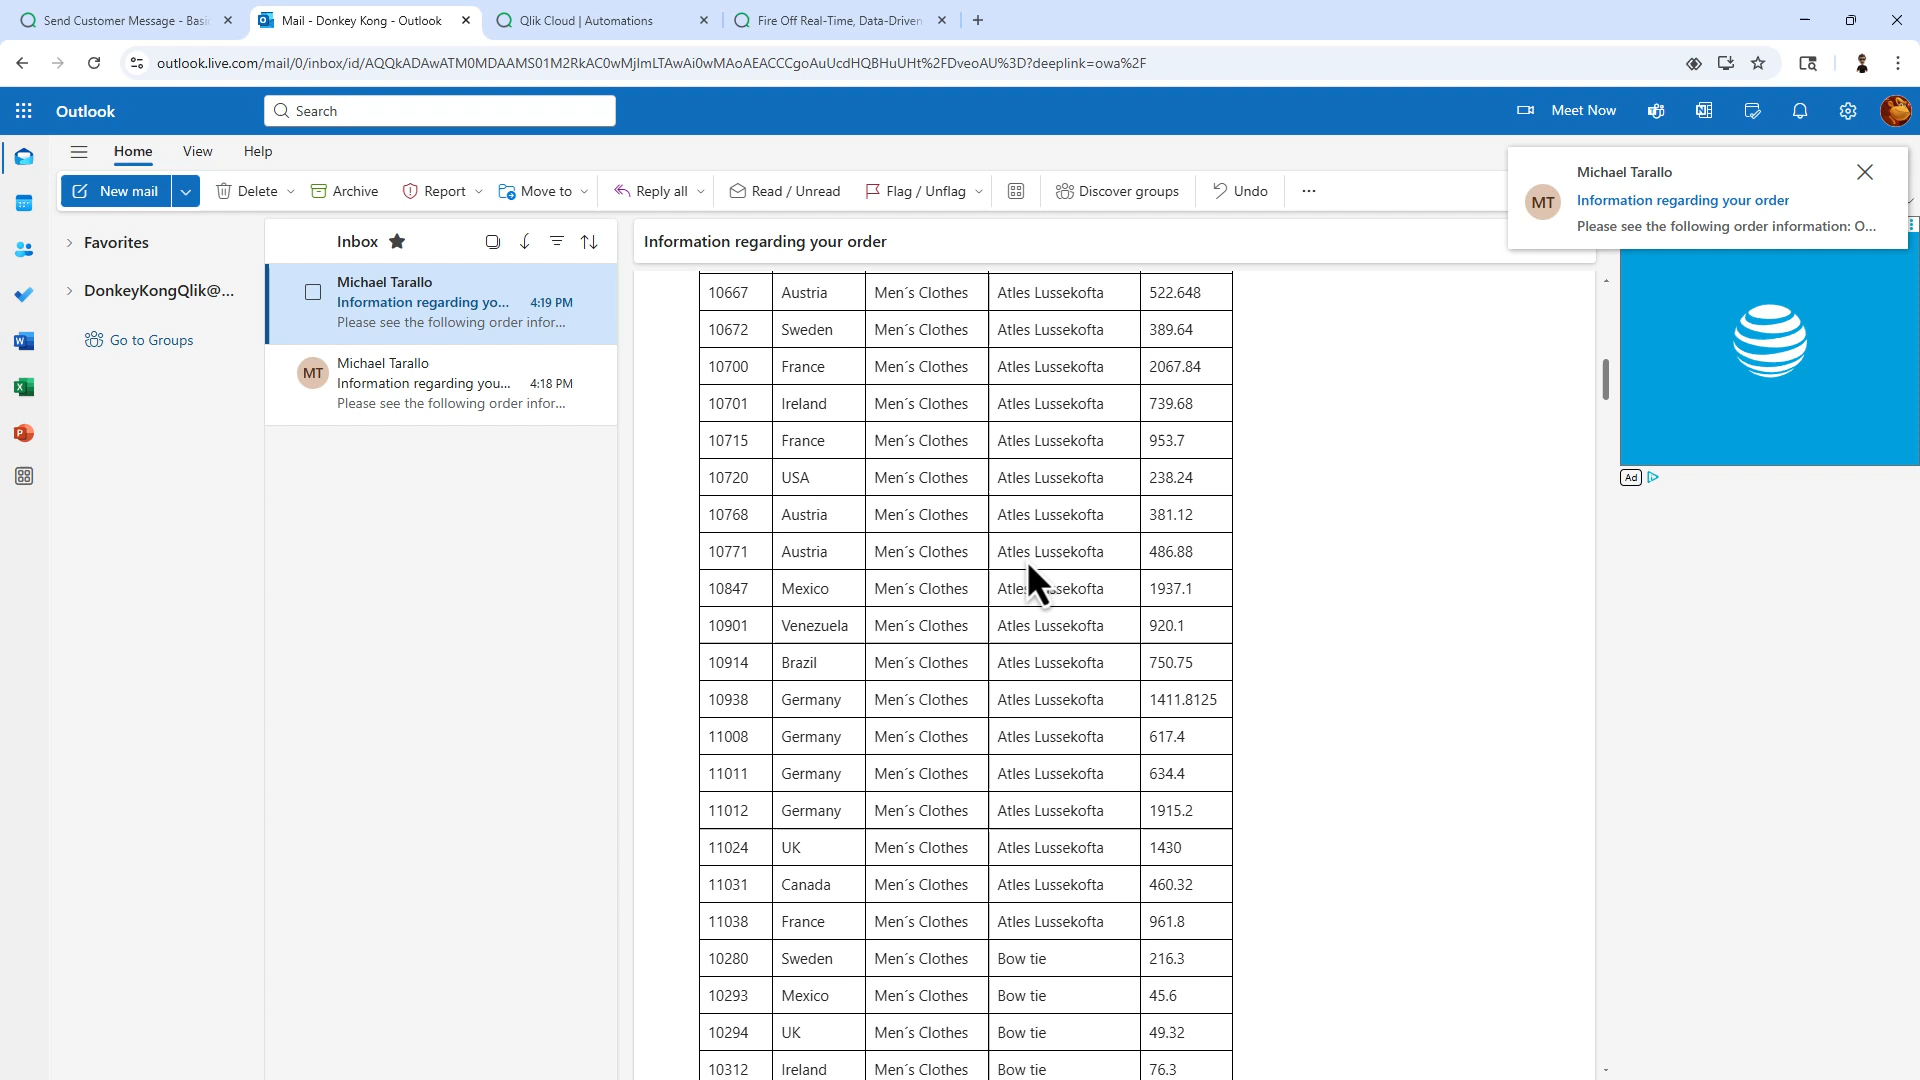 Send Customer Message - Basi
Mail - Donkey Kong - Outlook
Qlik Cloud | Automations
Fire Off Real-Time, Data-Driven
outlook.live.com/mail/0/inbox/id/AQQkADAwATM0MDAAMS01M2RkAC0wMjlmLTAwAi0wMAoAEACCCgoAuUcdHQBHuUHt%2FDveoAU%3D?deeplink=owa%2F
Outlook
Search
Meet Now
Home
View
Help
New mail
Delete
Archive
Report
Move to
Reply all
Read / Unread
Flag / Unflag
Discover groups
Undo
Michael Tarallo
MT
Information regarding your order
Please see the following order information: O...
Favorites
DonkeyKongQlik@...
Go to Groups
Inbox
Michael Tarallo
Information regarding yo... 4:19 PM
Please see the following order infor...
MT
Michael Tarallo
Information regarding you... 4:18 PM
Please see the following order infor...
Information regarding your order
10667 Austria Men´s Clothes Atles Lussekofta 522.648
10672 Sweden Men´s Clothes Atles Lussekofta 389.64
10700 France Men´s Clothes Atles Lussekofta 2067.84
10701 Ireland Men´s Clothes Atles Lussekofta 739.68
10715 France Men´s Clothes Atles Lussekofta 953.7
10720 USA Men´s Clothes Atles Lussekofta 238.24
10768 Austria Men´s Clothes Atles Lussekofta 381.12
10771 Austria Men´s Clothes Atles Lussekofta 486.88
10847 Mexico Men´s Clothes Atles Lussekofta 1937.1
10901 Venezuela Men´s Clothes Atles Lussekofta 920.1
10914 Brazil Men´s Clothes Atles Lussekofta 750.75
10938 Germany Men´s Clothes Atles Lussekofta 1411.8125
11008 Germany Men´s Clothes Atles Lussekofta 617.4
11011 Germany Men´s Clothes Atles Lussekofta 634.4
11012 Germany Men´s Clothes Atles Lussekofta 1915.2
11024 UK Men´s Clothes Atles Lussekofta 1430
11031 Canada Men´s Clothes Atles Lussekofta 460.32
11038 France Men´s Clothes Atles Lussekofta 961.8
10280 Sweden Men´s Clothes Bow tie 216.3
10293 Mexico Men´s Clothes Bow tie 45.6
10294 UK Men´s Clothes Bow tie 49.32
10312 Ireland Men´s Clothes Bow tie 76.3
Ad